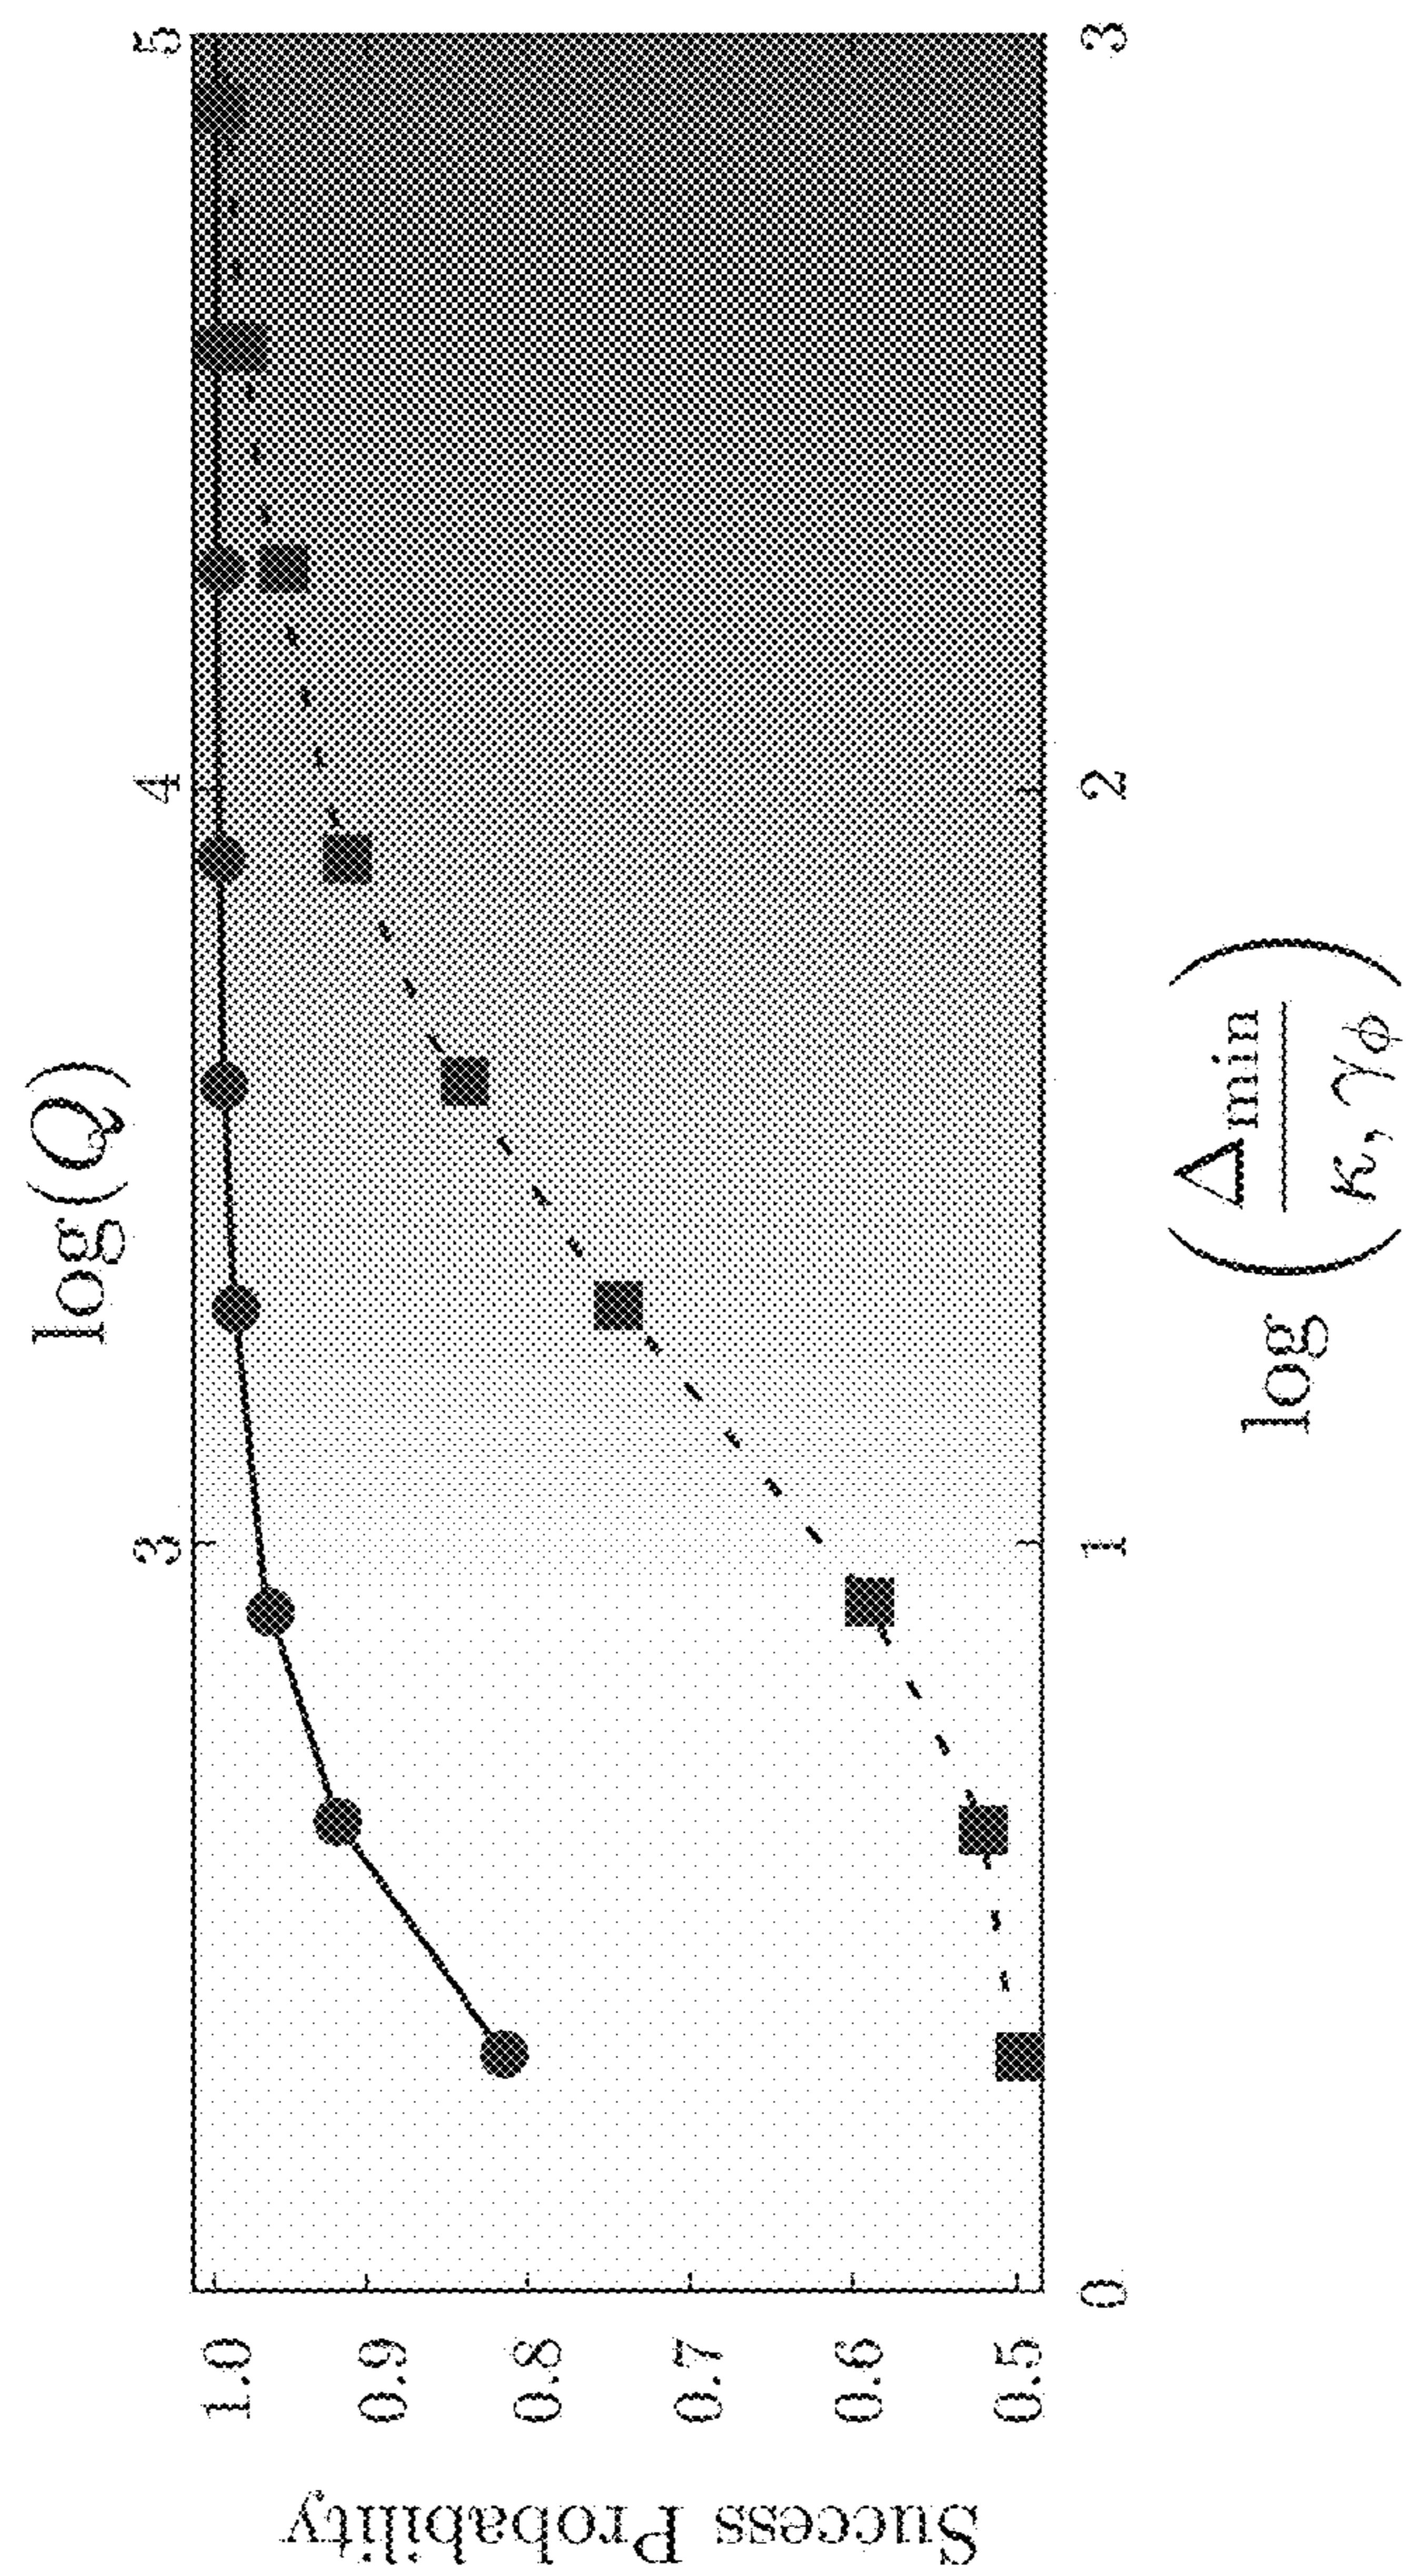 log(Q)
3 4 5
Success Probability
1.0
0.9
0.8
0.7
0.6
0.5
0 1 2 3
log ( Δmin / κ, γϕ )